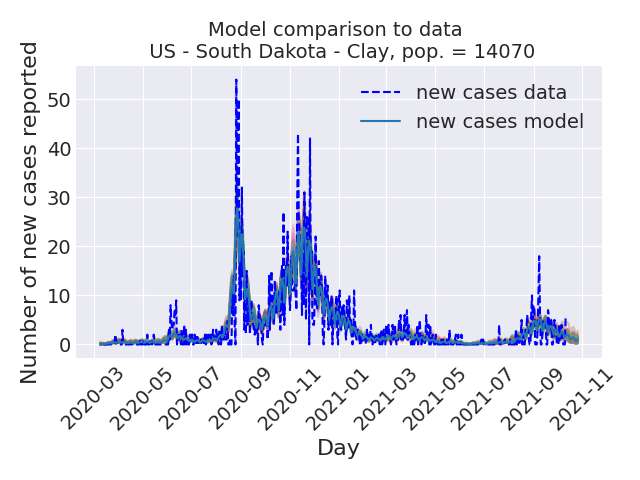 Model comparison to data
US - South Dakota - Clay, pop. = 14070
Number of new cases reported
50
40
30
20
10
0
new cases data
new cases model
2020-03
2020-05
2020-07
2020-09
2020-11
2021-01
2021-03
2021-05
2021-07
2021-09
2021-11
Day